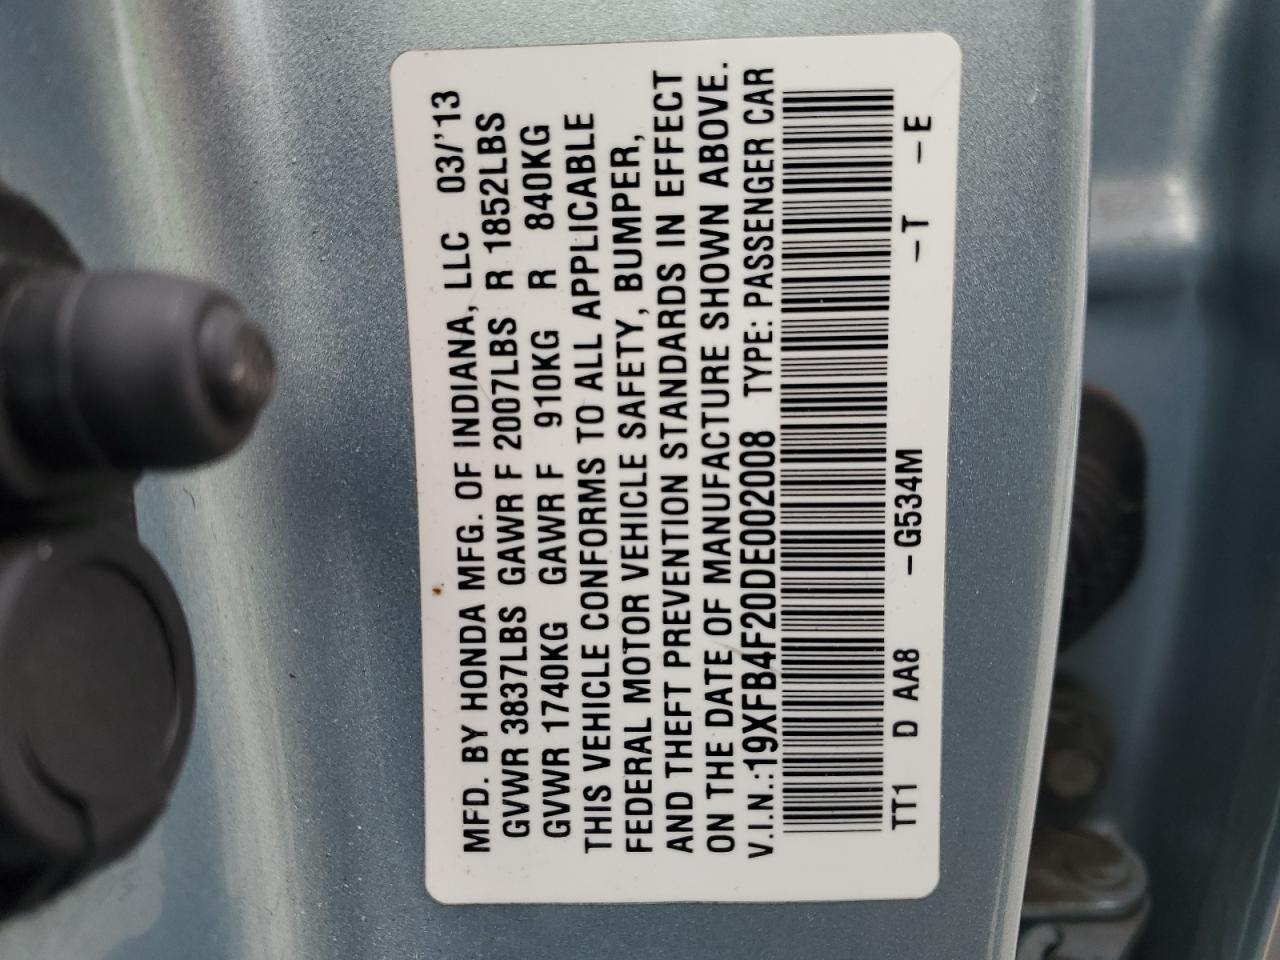 MFD. BY HONDA MFG. OF INDIANA, LLC 03/'13
GVWR 3837LBS GAWR F 2007LBS R 1852LBS
GVWR 1740KG GAWR F 910KG R 840KG
THIS VEHICLE CONFORMS TO ALL APPLICABLE
FEDERAL MOTOR VEHICLE SAFETY, BUMPER,
AND THEFT PREVENTION STANDARDS IN EFFECT
ON THE DATE OF MANUFACTURE SHOWN ABOVE.
V.I.N.:19XFB4F20DE002008 TYPE: PASSENGER CAR
TT1 D AA8 –G534M –T –E